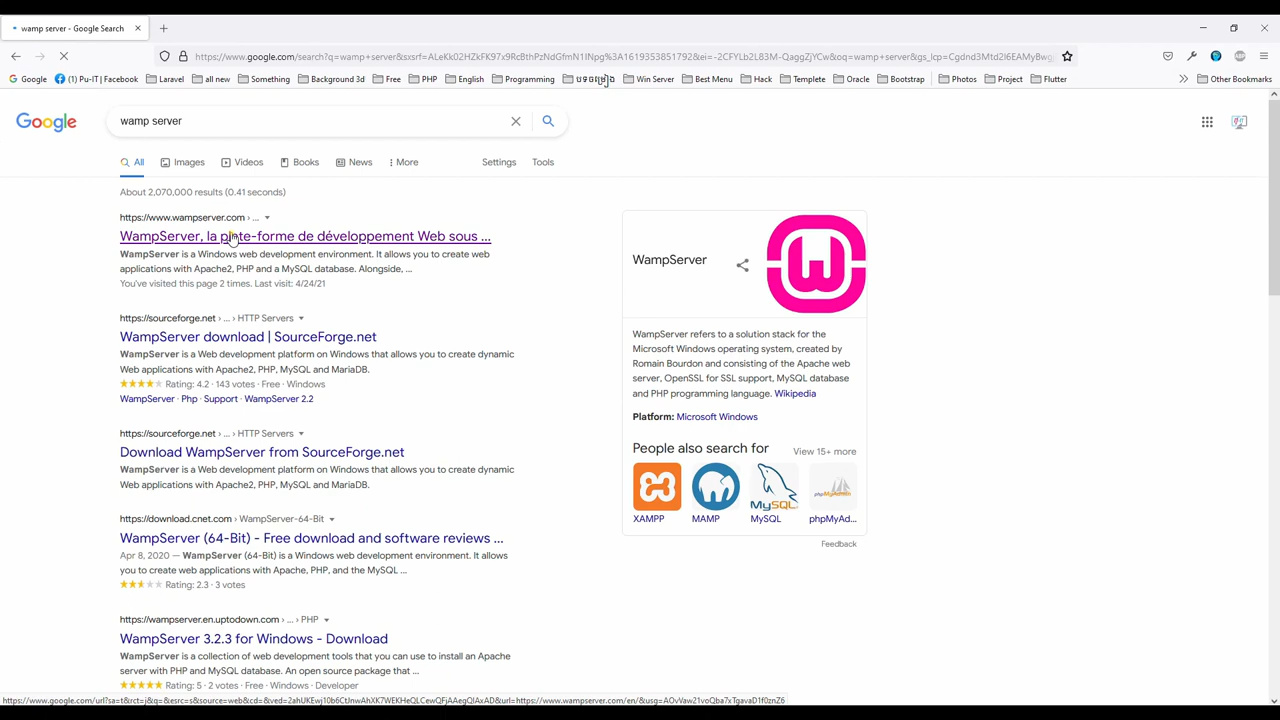 wamp server - Google Search
https://www.google.com/search?q=wamp+server&sxsrf=ALeKk02HZkFK97x9RcBthPzNdGfmN1INpg%3A1619353851792&ei=-2CFYLb2L83M-QaggZjYCw&oq=wamp+server&gs_lcp=Cgdnd3Mtd2l6EAMyBwg
Google (1) Pu-IT | Facebook Laravel all new Something Background 3d Free PHP English Programming បទចម្រៀង Win Server Best Menu Hack Templete Oracle Bootstrap Photos Project Flutter Other Bookmarks
Google
wamp server
All Images Videos Books News More Settings Tools
About 2,070,000 results (0.41 seconds)
https://www.wampserver.com › ...
WampServer, la plate-forme de développement Web sous ...
WampServer is a Windows web development environment. It allows you to create web
applications with Apache2, PHP and a MySQL database. Alongside, ...
You've visited this page 2 times. Last visit: 4/24/21
https://sourceforge.net › ... › HTTP Servers
WampServer download | SourceForge.net
WampServer is a Web development platform on Windows that allows you to create dynamic
Web applications with Apache2, PHP, MySQL and MariaDB.
Rating: 4.2 · 143 votes · Free · Windows
WampServer · Php · Support · WampServer 2.2
https://sourceforge.net › ... › HTTP Servers
Download WampServer from SourceForge.net
WampServer is a Web development platform on Windows that allows you to create dynamic
Web applications with Apache2, PHP, MySQL and MariaDB.
https://download.cnet.com › WampServer-64-Bit
WampServer (64-Bit) - Free download and software reviews ...
Apr 8, 2020 — WampServer (64-Bit) is a Windows web development environment. It allows
you to create web applications with Apache, PHP, and the MySQL ...
Rating: 2.3 · 3 votes
https://wampserver.en.uptodown.com › ... › PHP
WampServer 3.2.3 for Windows - Download
WampServer is a collection of web development tools that you can use to install an Apache
server with PHP and MySQL database. An open source package that ...
Rating: 5 · 2 votes · Free · Windows · Developer
WampServer
WampServer refers to a solution stack for the
Microsoft Windows operating system, created by
Romain Bourdon and consisting of the Apache web
server, OpenSSL for SSL support, MySQL database
and PHP programming language. Wikipedia
Platform: Microsoft Windows
People also search for View 15+ more
MySQL phpMyAdmin
XAMPP MAMP MySQL phpMyAd...
Feedback